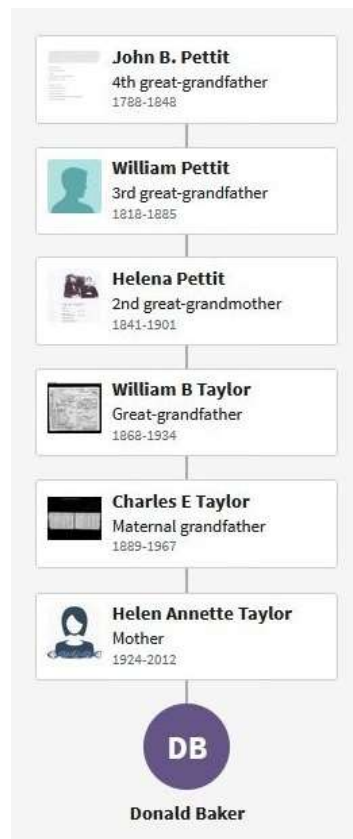 John B. Pettit
4th great-grandfather
1788-1848
William Pettit
3rd great-grandfather
1818-1885
Helena Pettit
2nd great-grandmother
1841-1901
William B Taylor
Great-grandfather
1868-1934
Charles E Taylor
Maternal grandfather
1889-1967
Helen Annette Taylor
Mother
1924-2012
DB
Donald Baker